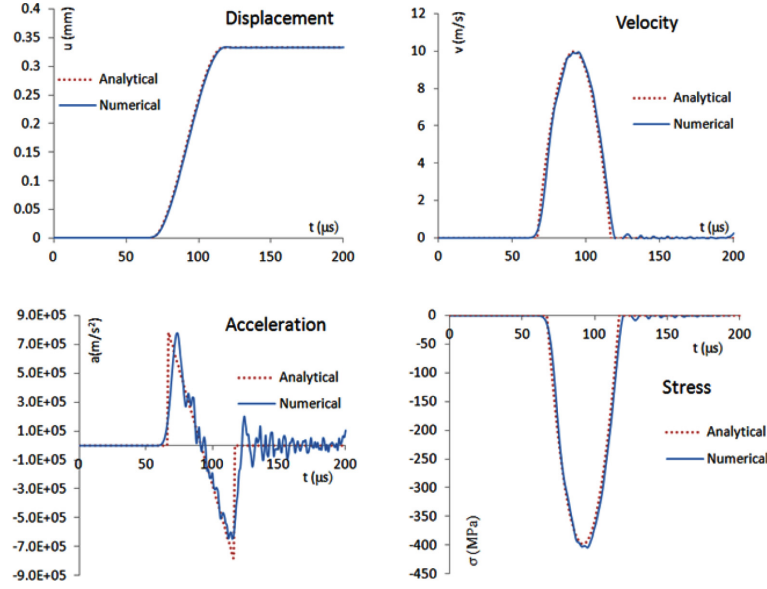 Displacement
u (mm)
0.4
0.35
0.3
0.25
0.2
0.15
0.1
0.05
0
Analytical
Numerical
t (μs)
0 50 100 150 200
Velocity
v (m/s)
12
10
8
6
4
2
0
Analytical
Numerical
t (μs)
0 50 100 150 200
Acceleration
a(m/s²)
9.0E+05
7.0E+05
5.0E+05
3.0E+05
1.0E+05
-1.0E+05
-3.0E+05
-5.0E+05
-7.0E+05
-9.0E+05
Analytical
Numerical
0 50 100 150 200
t (μs)
0
-50
-100
-150
-200
-250
-300
-350
-400
-450
0 50 100 150 200
t (μs)
Stress
Analytical
Numerical
σ (MPa)